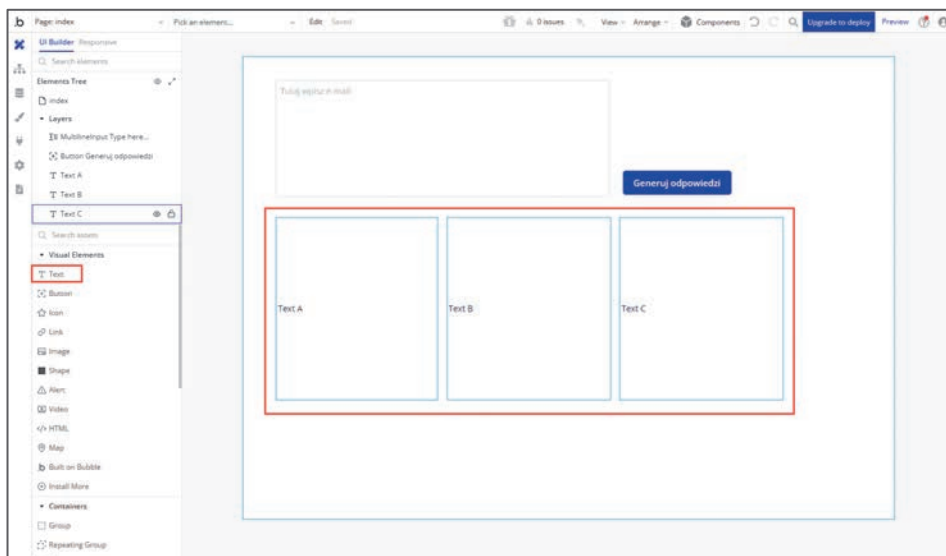 b Page: index Pick an element... Edit Saved 0 issues View Arrange Components Upgrade to deploy Preview
UI Builder Responsive
Search elements
Elements Tree
index
Layers
MultilineInput Type here...
Button Generuj odpowiedzi
T Text A
T Text B
T Text C
Search assets
Visual Elements
T Text
Button
Icon
Link
Image
Shape
Alert
Video
</> HTML
Map
b Built on Bubble
Install More
Containers
Group
Repeating Group
Tutaj wpisz e-mail
Generuj odpowiedzi
Text A Text B Text C